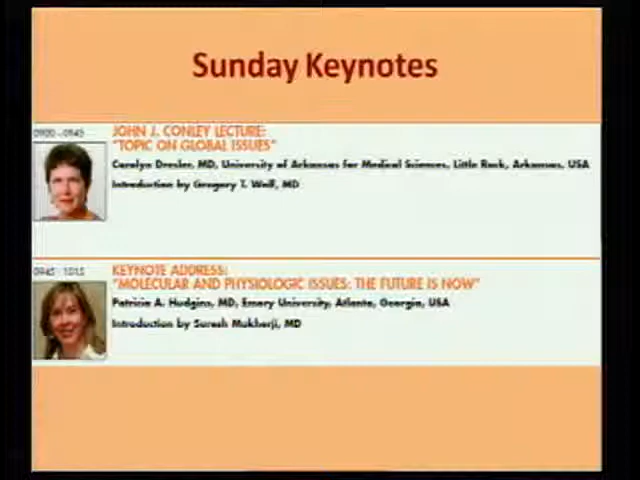 Sunday Keynotes
0900 - 0945
JOHN J. CONLEY LECTURE:
"TOPIC ON GLOBAL ISSUES"
Carolyn Dresler, MD, University of Arkansas for Medical Sciences, Little Rock, Arkansas, USA
Introduction by Gregory T. Wolf, MD
0945 - 1015
KEYNOTE ADDRESS:
"MOLECULAR AND PHYSIOLOGIC ISSUES: THE FUTURE IS NOW"
Patricia A. Hudgins, MD, Emory University, Atlanta, Georgia, USA
Introduction by Suresh Mukherji, MD